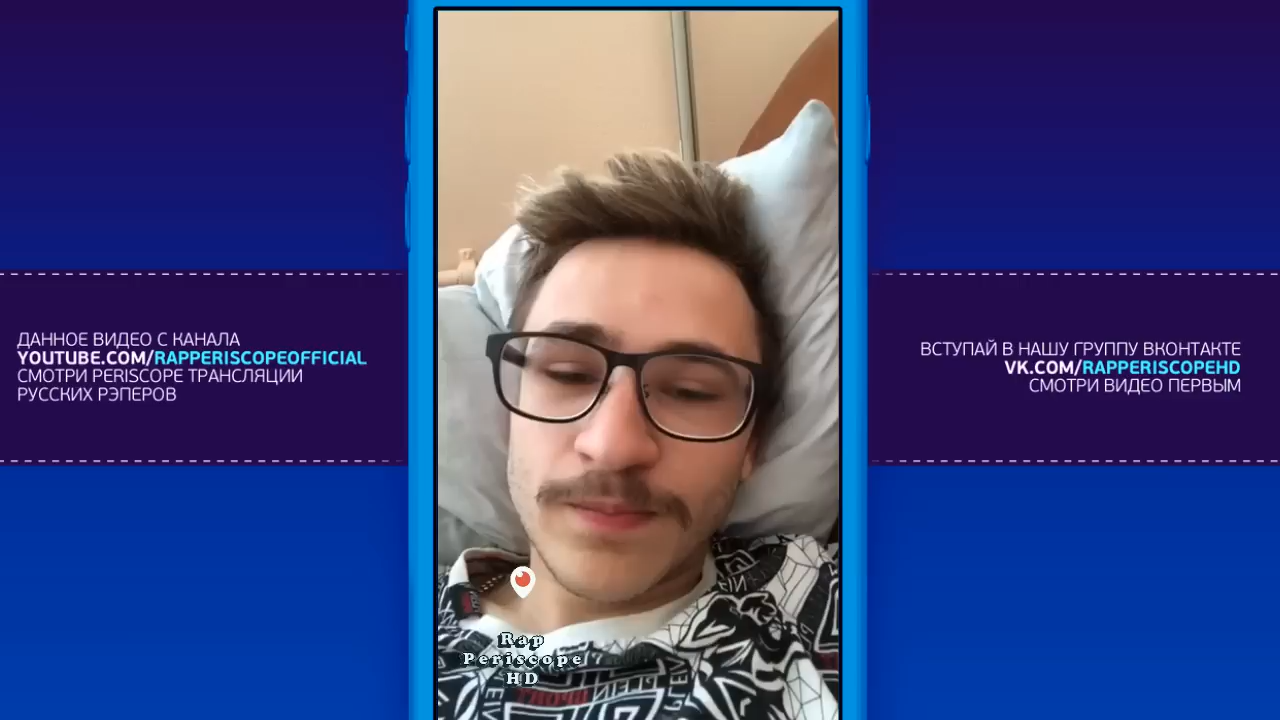 ДАННОЕ ВИДЕО С КАНАЛА
YOUTUBE.COM/RAPPERISCOPEOFFICIAL
СМОТРИ PERISCOPE ТРАНСЛЯЦИИ
РУССКИХ РЭПЕРОВ
ВСТУПАЙ В НАШУ ГРУППУ ВКОНТАКТЕ
VK.COM/RAPPERISCOPEHD
СМОТРИ ВИДЕО ПЕРВЫМ
Rap
Periscope
HD